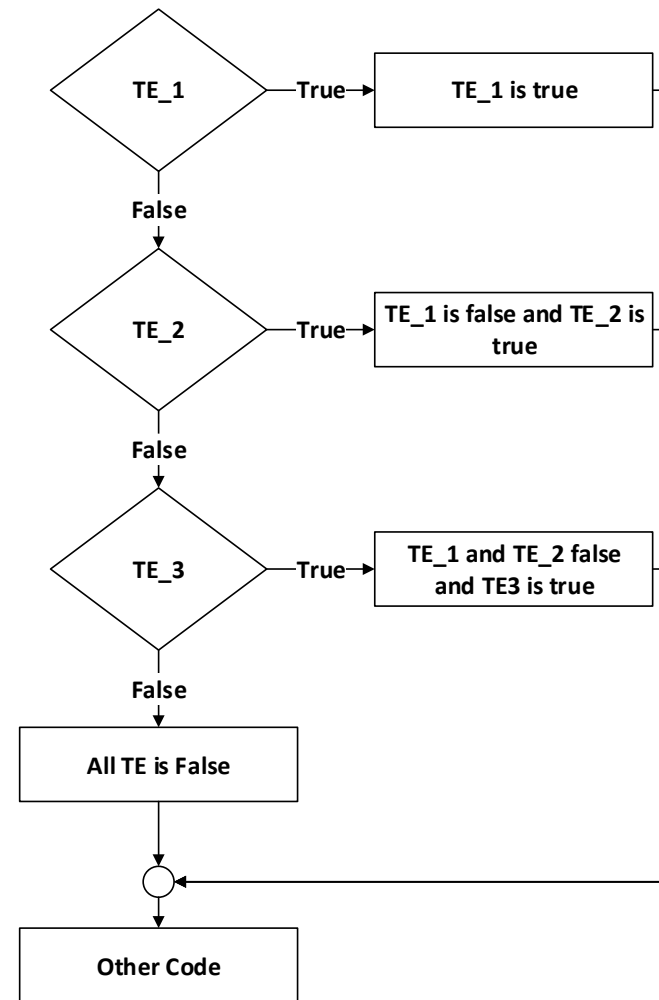 TE_1
True
TE_1 is true
False
TE_2
True
TE_1 is false and TE_2 is
true
False
TE_3
True
TE_1 and TE_2 false
and TE3 is true
False
All TE is False
Other Code